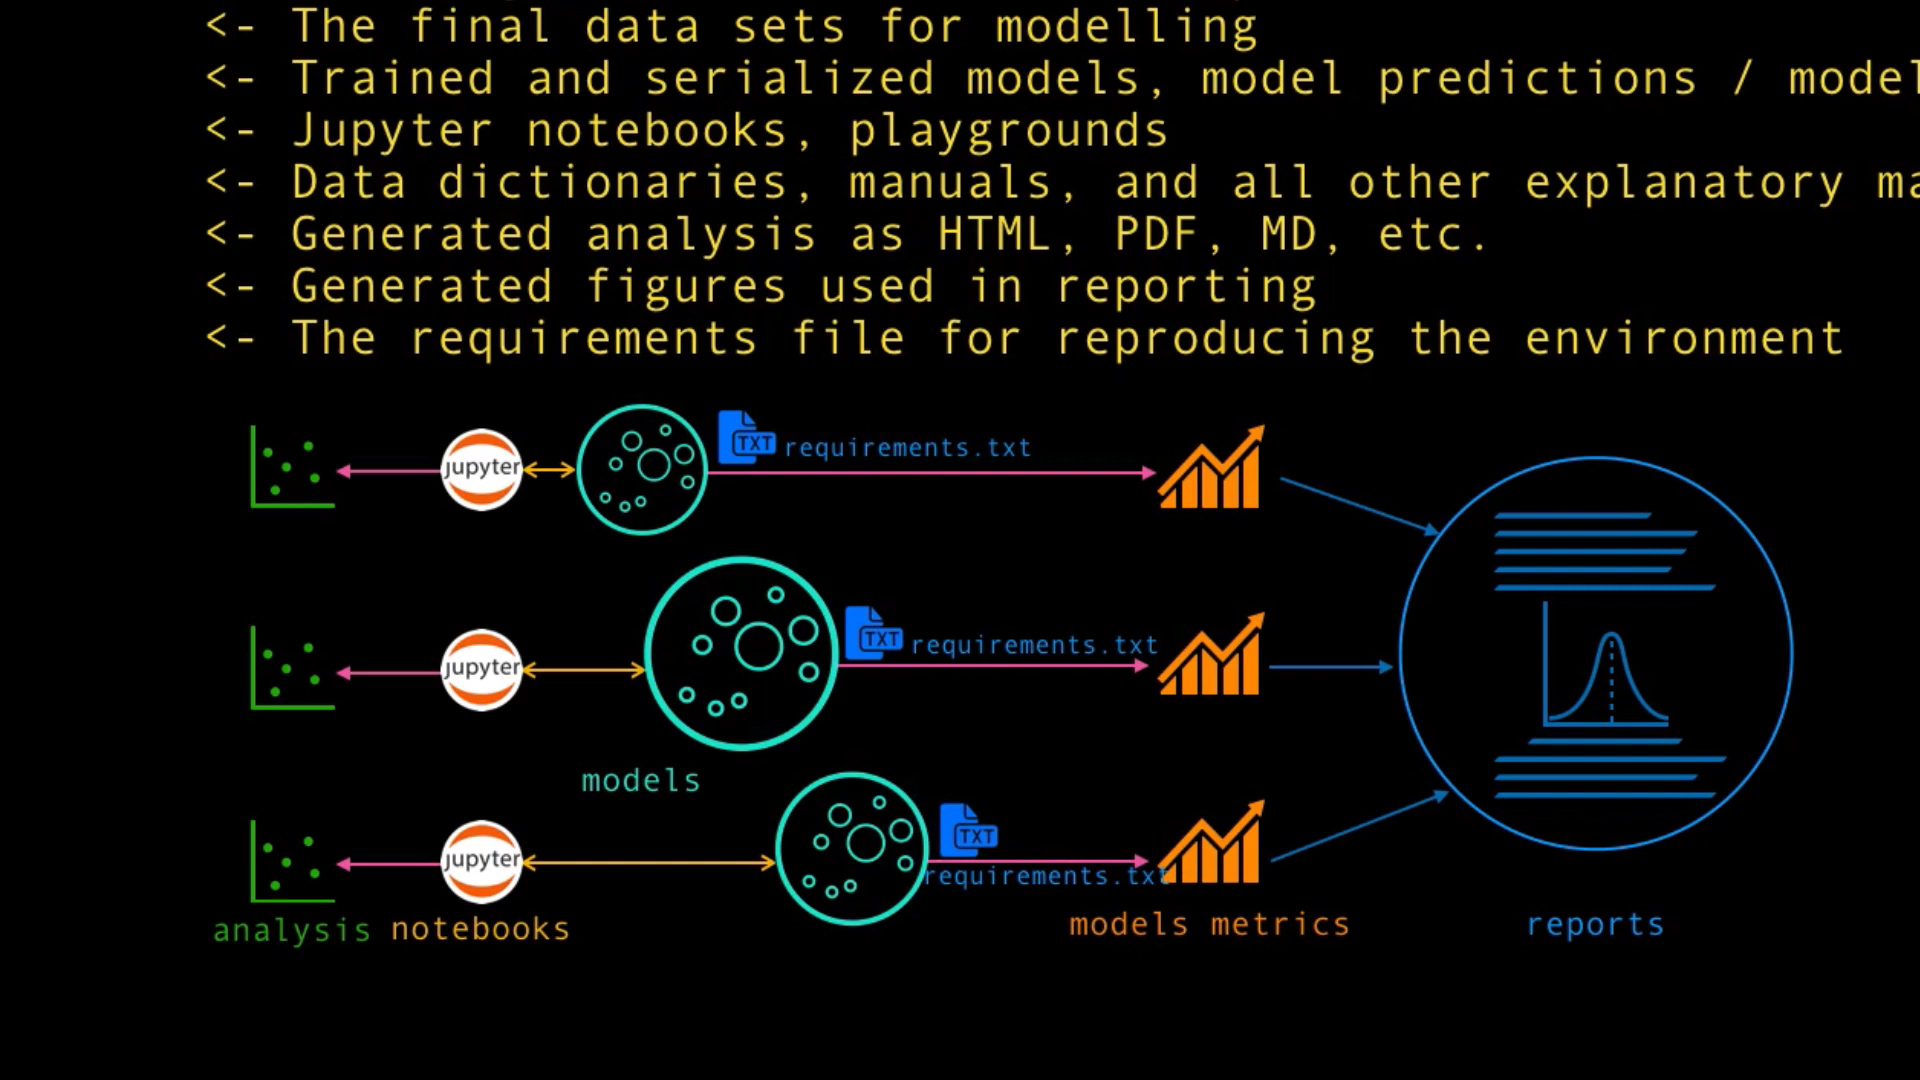 <- The final data sets for modelling
<- Trained and serialized models, model predictions / model
<- Jupyter notebooks, playgrounds
<- Data dictionaries, manuals, and all other explanatory ma
<- Generated analysis as HTML, PDF, MD, etc.
<- Generated figures used in reporting
<- The requirements file for reproducing the environment
TXT requirements.txt
jupyter
TXT requirements.txt
jupyter
models
TXT
jupyter
requirements.txt
analysis notebooks models metrics reports